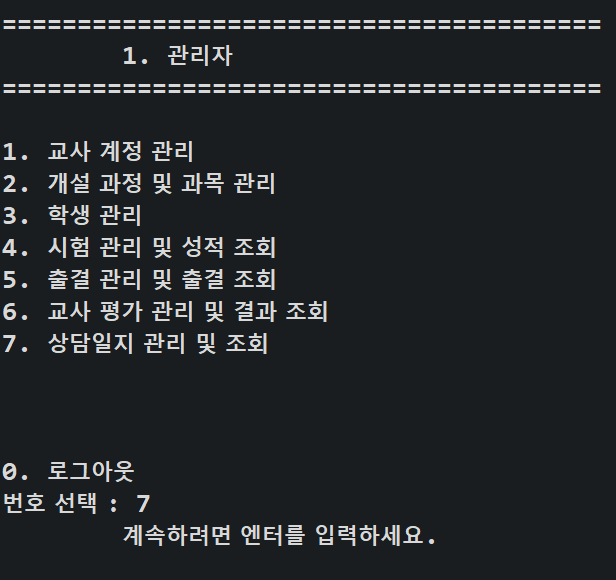 ========================================
1. 관리자
========================================
1. 교사 계정 관리
2. 개설 과정 및 과목 관리
3. 학생 관리
4. 시험 관리 및 성적 조회
5. 출결 관리 및 출결 조회
6. 교사 평가 관리 및 결과 조회
7. 상담일지 관리 및 조회
0. 로그아웃
번호 선택 : 7
계속하려면 엔터를 입력하세요.